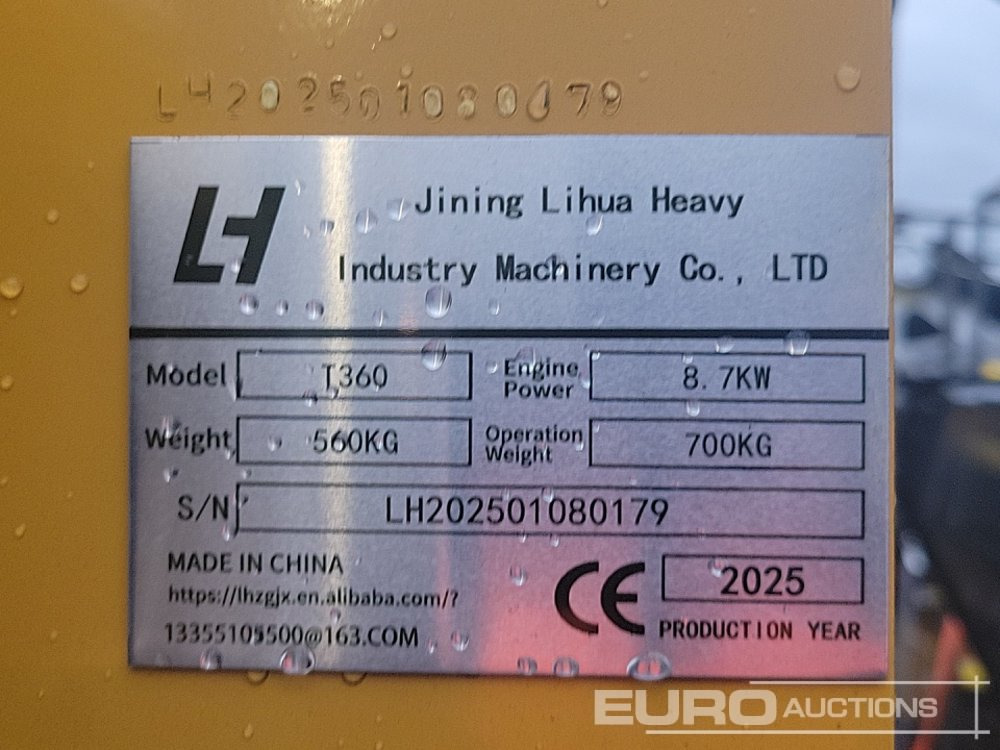 LH202501080179
LH
Jining Lihua Heavy
Industry Machinery Co., LTD
Model T360 Engine Power 8.7KW
Weight 560KG Operation Weight 700KG
S/N LH202501080179
MADE IN CHINA
https://lhzgjx.en.alibaba.com/?
13355105500@163.COM
CE 2025
PRODUCTION YEAR
EURO AUCTIONS